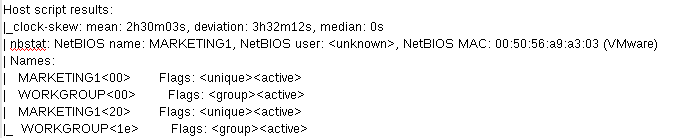 Host script results:
|_clock-skew: mean: 2h30m03s, deviation: 3h32m12s, median: 0s
| nbstat: NetBIOS name: MARKETING1, NetBIOS user: <unknown>, NetBIOS MAC: 00:50:56:a9:a3:03 (VMware)
| Names:
|   MARKETING1<00>       Flags: <unique><active>
|   WORKGROUP<00>        Flags: <group><active>
|   MARKETING1<20>       Flags: <unique><active>
|_  WORKGROUP<1e>        Flags: <group><active>